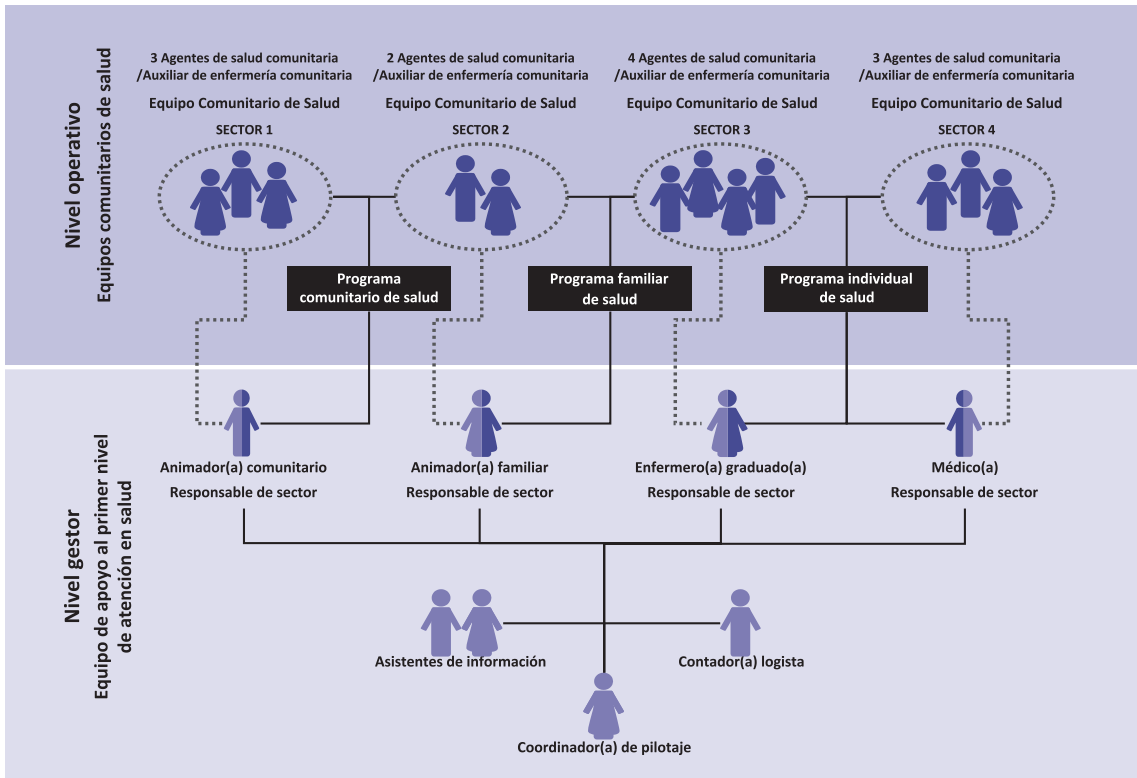 Nivel operativo
Equipos comunitarios de salud
3 Agentes de salud comunitaria
/Auxiliar de enfermería comunitaria
Equipo Comunitario de Salud
SECTOR 1
2 Agentes de salud comunitaria
/Auxiliar de enfermería comunitaria
Equipo Comunitario de Salud
SECTOR 2
4 Agentes de salud comunitaria
/Auxiliar de enfermería comunitaria
Equipo Comunitario de Salud
SECTOR 3
3 Agentes de salud comunitaria
/Auxiliar de enfermería comunitaria
Equipo Comunitario de Salud
SECTOR 4
Programa
comunitario de salud
Programa familiar
de salud
Programa individual
de salud
Nivel gestor
Equipo de apoyo al primer nivel
de atención en salud
Animador(a) comunitario
Responsable de sector
Animador(a) familiar
Responsable de sector
Enfermero(a) graduado(a)
Responsable de sector
Médico(a)
Responsable de sector
Asistentes de información
Contador(a) logista
Coordinador(a) de pilotaje